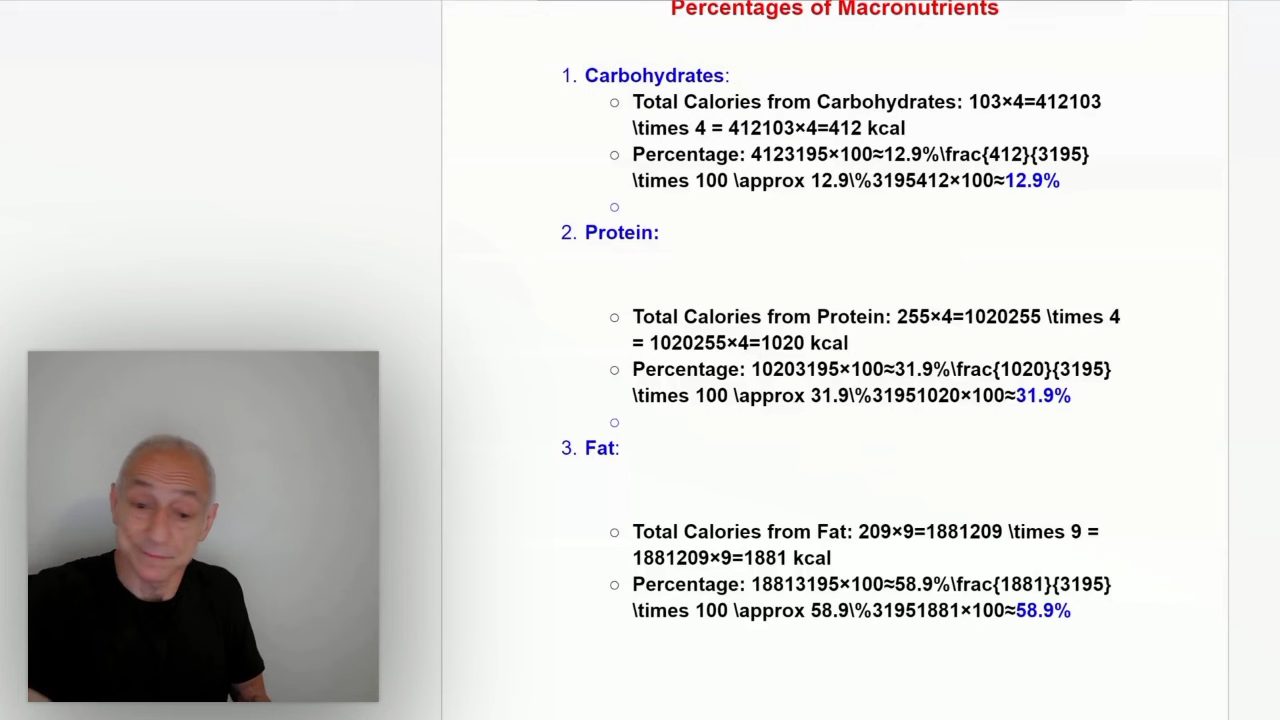 Percentages of Macronutrients
1. Carbohydrates:
○ Total Calories from Carbohydrates: 103×4=412103
\times 4 = 412103×4=412 kcal
○ Percentage: 4123195×100≈12.9%\frac{412}{3195}
\times 100 \approx 12.9\%3195412×100≈12.9%
○
2. Protein:
○ Total Calories from Protein: 255×4=1020255 \times 4
= 1020255×4=1020 kcal
○ Percentage: 10203195×100≈31.9%\frac{1020}{3195}
\times 100 \approx 31.9\%31951020×100≈31.9%
○
3. Fat:
○ Total Calories from Fat: 209×9=1881209 \times 9 =
1881209×9=1881 kcal
○ Percentage: 18813195×100≈58.9%\frac{1881}{3195}
\times 100 \approx 58.9\%31951881×100≈58.9%